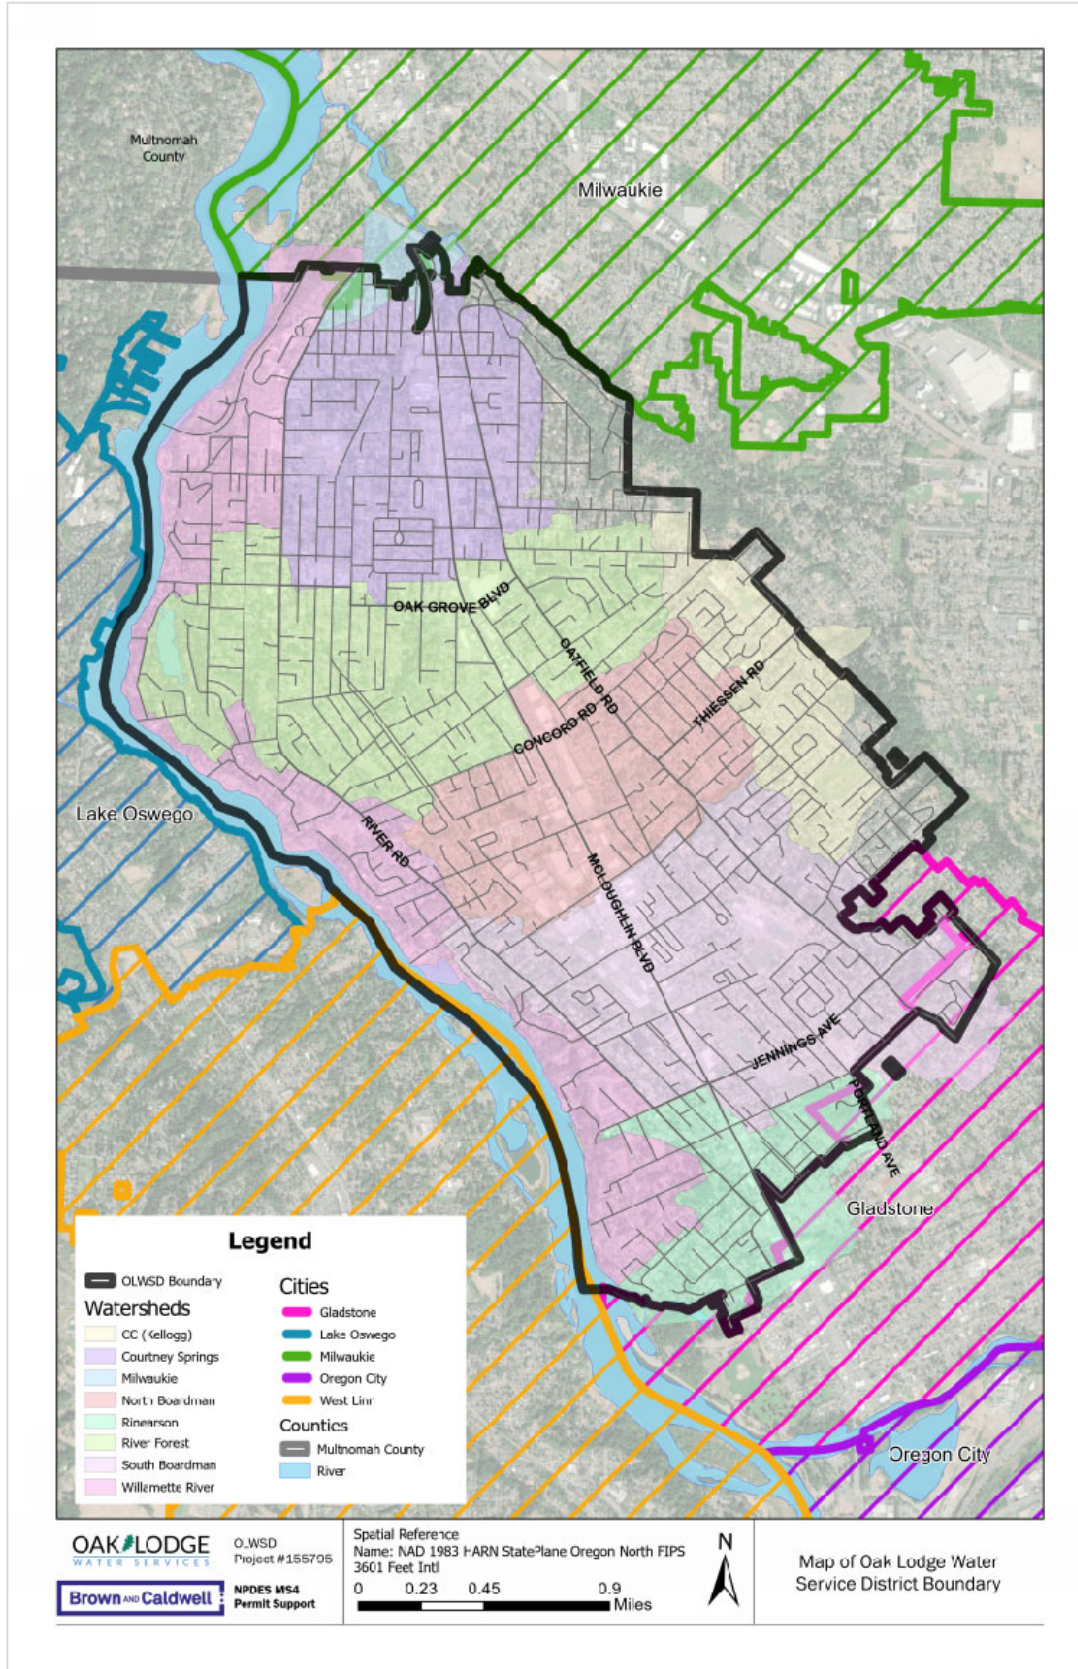 Multnomah
County
Milwaukie
OAK GROVE BLVD
OATFIELD RD
CONCORD RD
THIESSEN RD
Lake Oswego
RIVER RD
MCLOUGHLIN BLVD
JENNINGS AVE
PORTLAND AVE
Gladstone
Oregon City
Legend
OLWSD Boundary
Watersheds
CC (Kellogg)
Courtney Springs
Milwaukie
North Boardman
Rinearson
River Forest
South Boardman
Willamette River
Cities
Gladstone
Lake Oswego
Milwaukie
Oregon City
West Linn
Counties
Multnomah County
River
OAK LODGE
WATER SERVICES
OLWSD
Project #155705
Brown AND Caldwell
NPDES MS4
Permit Support
Spatial Reference
Name: NAD 1983 HARN StatePlane Oregon North FIPS
3601 Feet Intl
0 0.23 0.45 0.9
Miles
N
Map of Oak Lodge Water
Service District Boundary